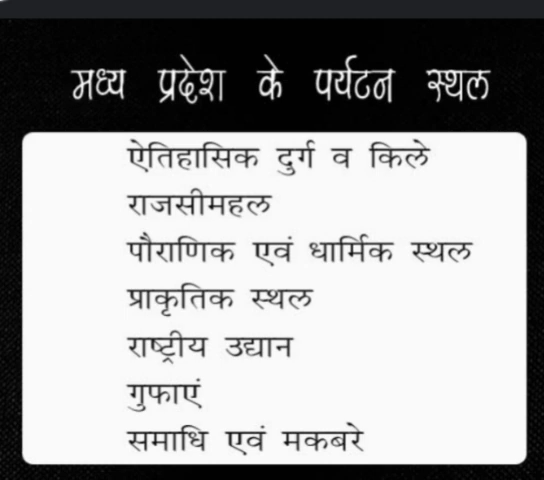 मध्य प्रदेश के पर्यटन स्थल
ऐतिहासिक दुर्ग व किले
राजसीमहल
पौराणिक एवं धार्मिक स्थल
प्राकृतिक स्थल
राष्ट्रीय उद्यान
गुफाएं
समाधि एवं मकबरे